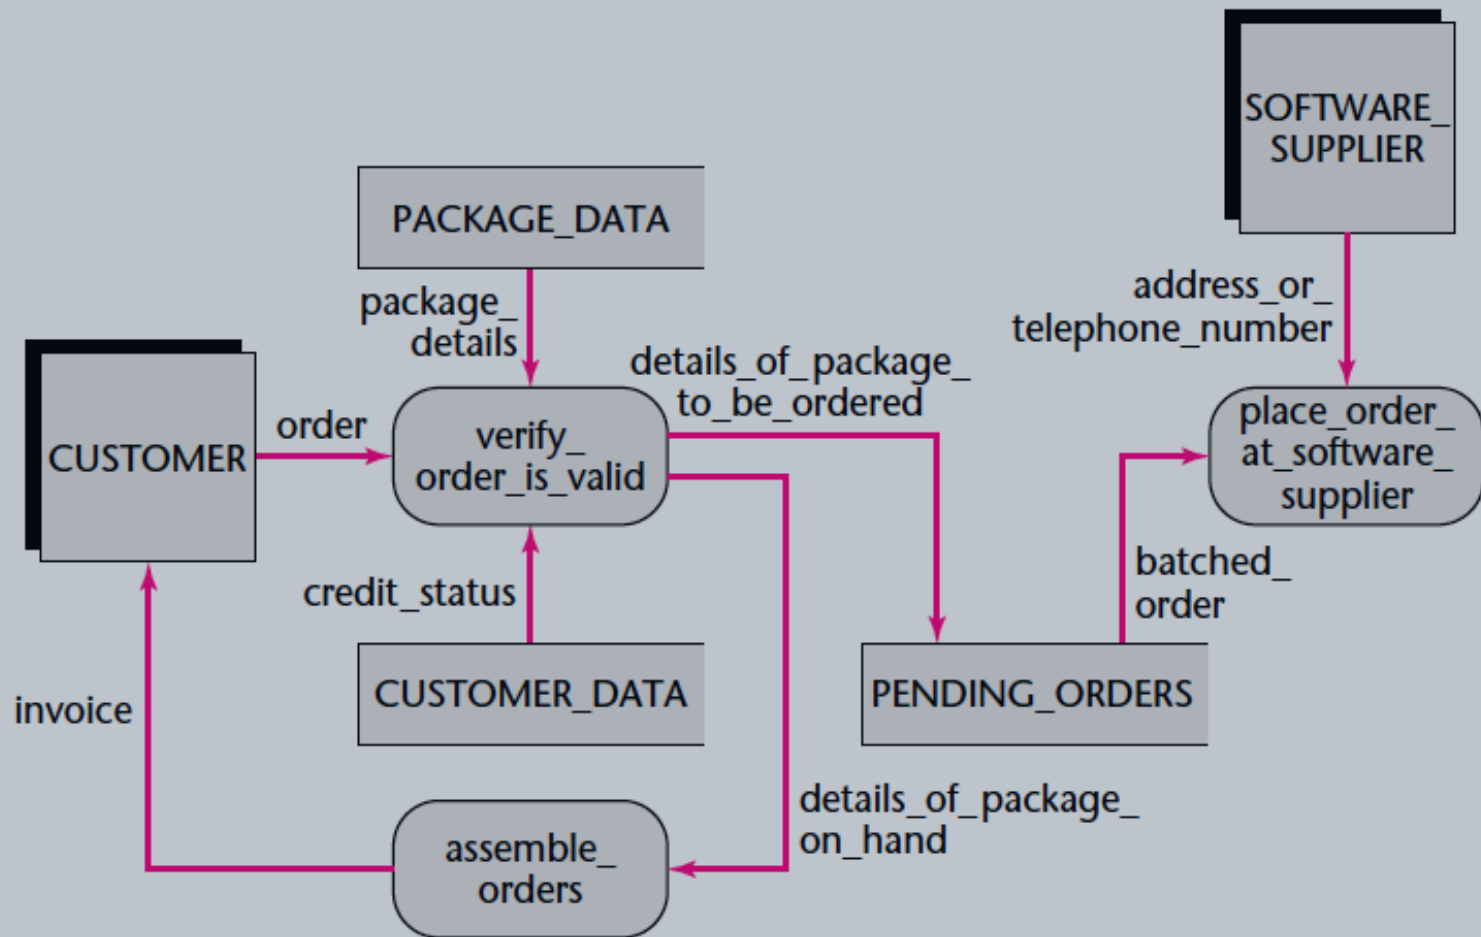 SOFTWARE_
SUPPLIER
PACKAGE_DATA
package_
details
address_or_
telephone_number
details_of_package_
to_be_ordered
CUSTOMER
order
verify_
order_is_valid
place_order_
at_software_
supplier
credit_status
batched_
order
CUSTOMER_DATA
PENDING_ORDERS
invoice
details_of_package_
on_hand
assemble_
orders